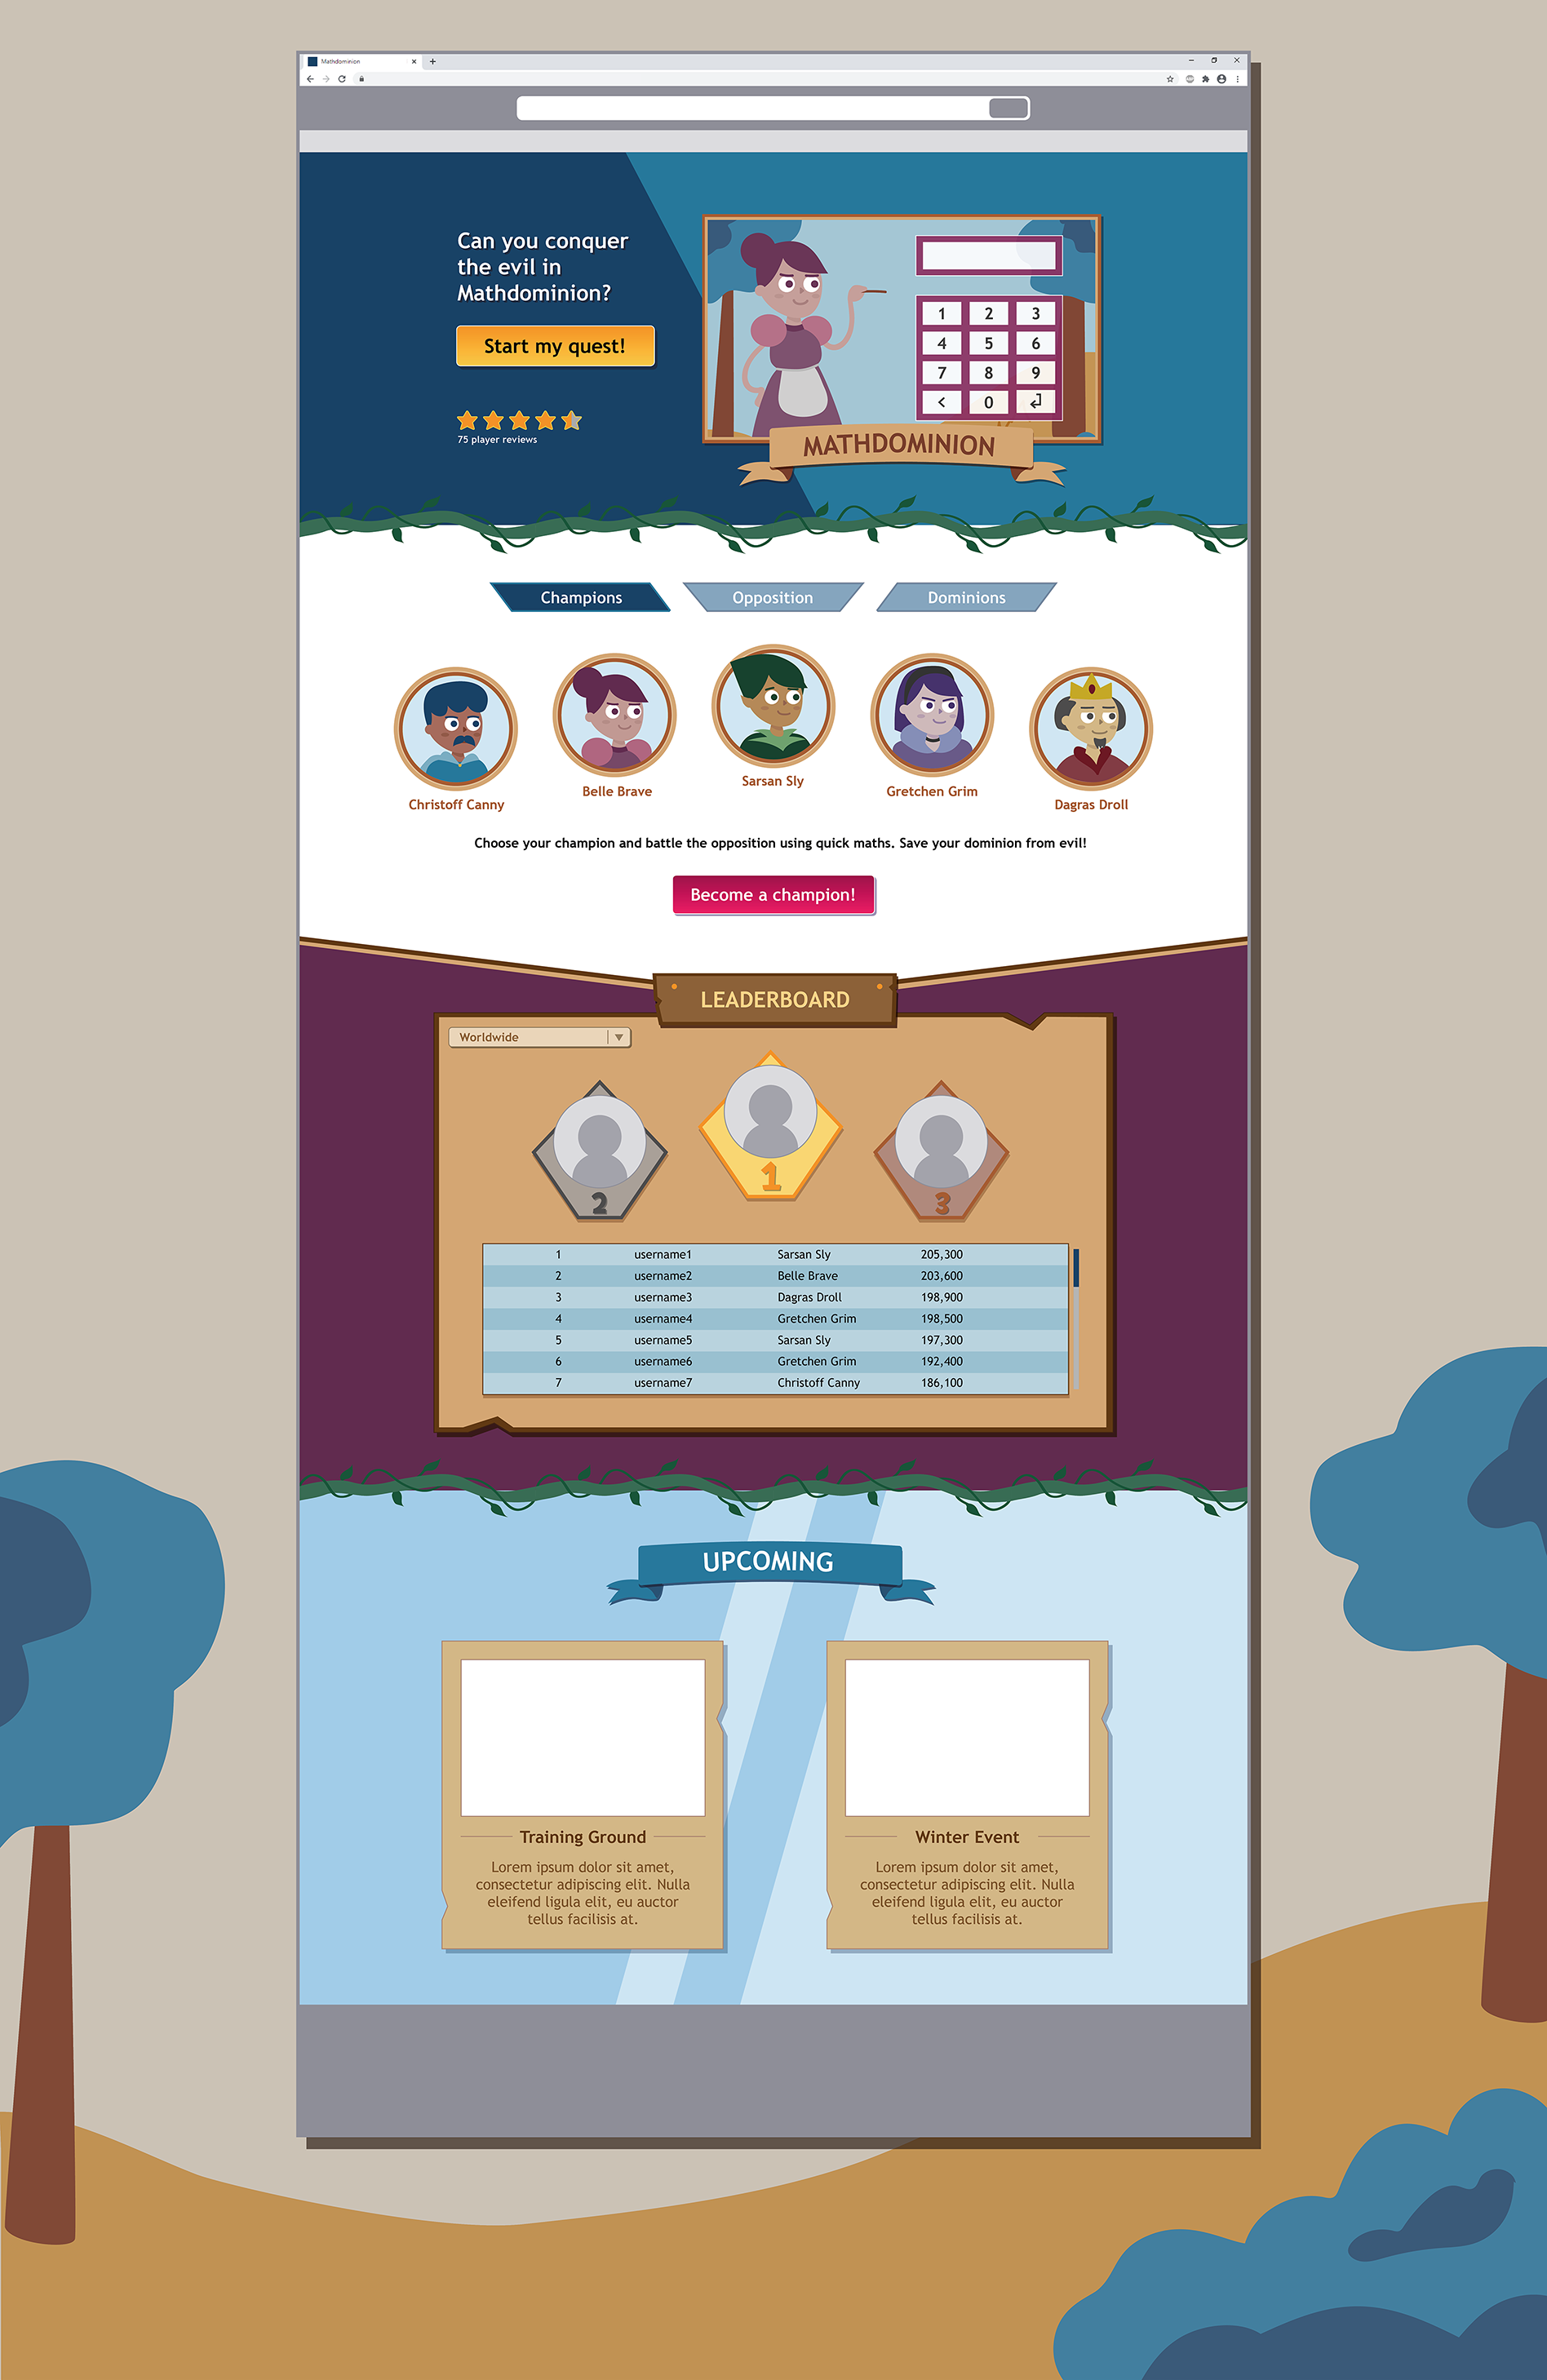 Mathdominion
Can you conquer
the evil in
Mathdominion?
Start my quest!
75 player reviews
1 2 3
4 5 6
7 8 9
< 0
MATHDOMINION
Champions Opposition Dominions
Christoff Canny Belle Brave Sarsan Sly Gretchen Grim Dagras Droll
Choose your champion and battle the opposition using quick maths. Save your dominion from evil!
Become a champion!
LEADERBOARD
Worldwide
2 1 3
1 username1 Sarsan Sly 205,300
2 username2 Belle Brave 203,600
3 username3 Dagras Droll 198,900
4 username4 Gretchen Grim 198,500
5 username5 Sarsan Sly 197,300
6 username6 Gretchen Grim 192,400
7 username7 Christoff Canny 186,100
UPCOMING
Training Ground
Lorem ipsum dolor sit amet,
consectetur adipiscing elit. Nulla
eleifend ligula elit, eu auctor
tellus facilisis at.
Winter Event
Lorem ipsum dolor sit amet,
consectetur adipiscing elit. Nulla
eleifend ligula elit, eu auctor
tellus facilisis at.